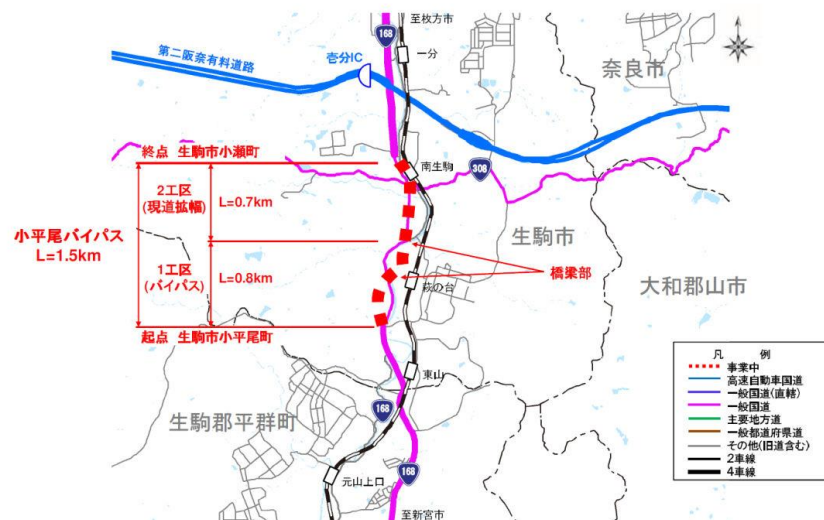 至枚方市
168
一分
第二阪奈有料道路
壱分IC
奈良市
終点 生駒市小瀬町
南生駒
308
2工区
(現道拡幅)
L=0.7km
小平尾バイパス
L=1.5km
生駒市
1工区
(バイパス)
L=0.8km
橋梁部
萩の台
大和郡山市
起点 生駒市小平尾町
東山
168
生駒郡平群町
168
元山上口
至新宮市
凡 例
事業中
高速自動車国道
一般国道(直轄)
一般国道
主要地方道
一般都道府県道
その他(旧道含む)
2車線
4車線